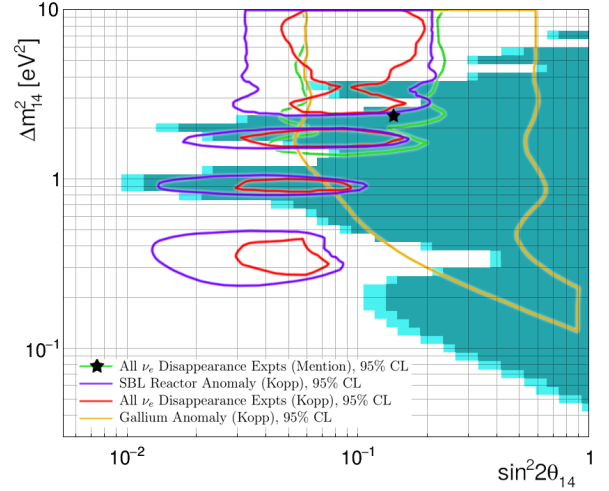 10
Δm²₁₄ [eV²]
1
10⁻¹
All νₑ Disappearance Expts (Mention), 95% CL
SBL Reactor Anomaly (Kopp), 95% CL
All νₑ Disappearance Expts (Kopp), 95% CL
Gallium Anomaly (Kopp), 95% CL
10⁻² 10⁻¹ 1
sin²2θ₁₄